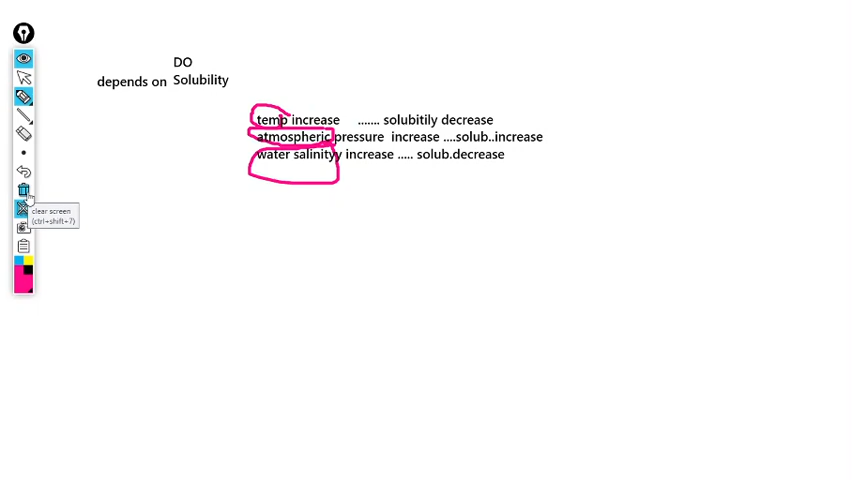 DO
depends on Solubility
temp increase ....... solubitily decrease
atmospheric pressure increase ....solub..increase
water salinityy increase ..... solub.decrease
clear screen
(ctrl+shift+7)